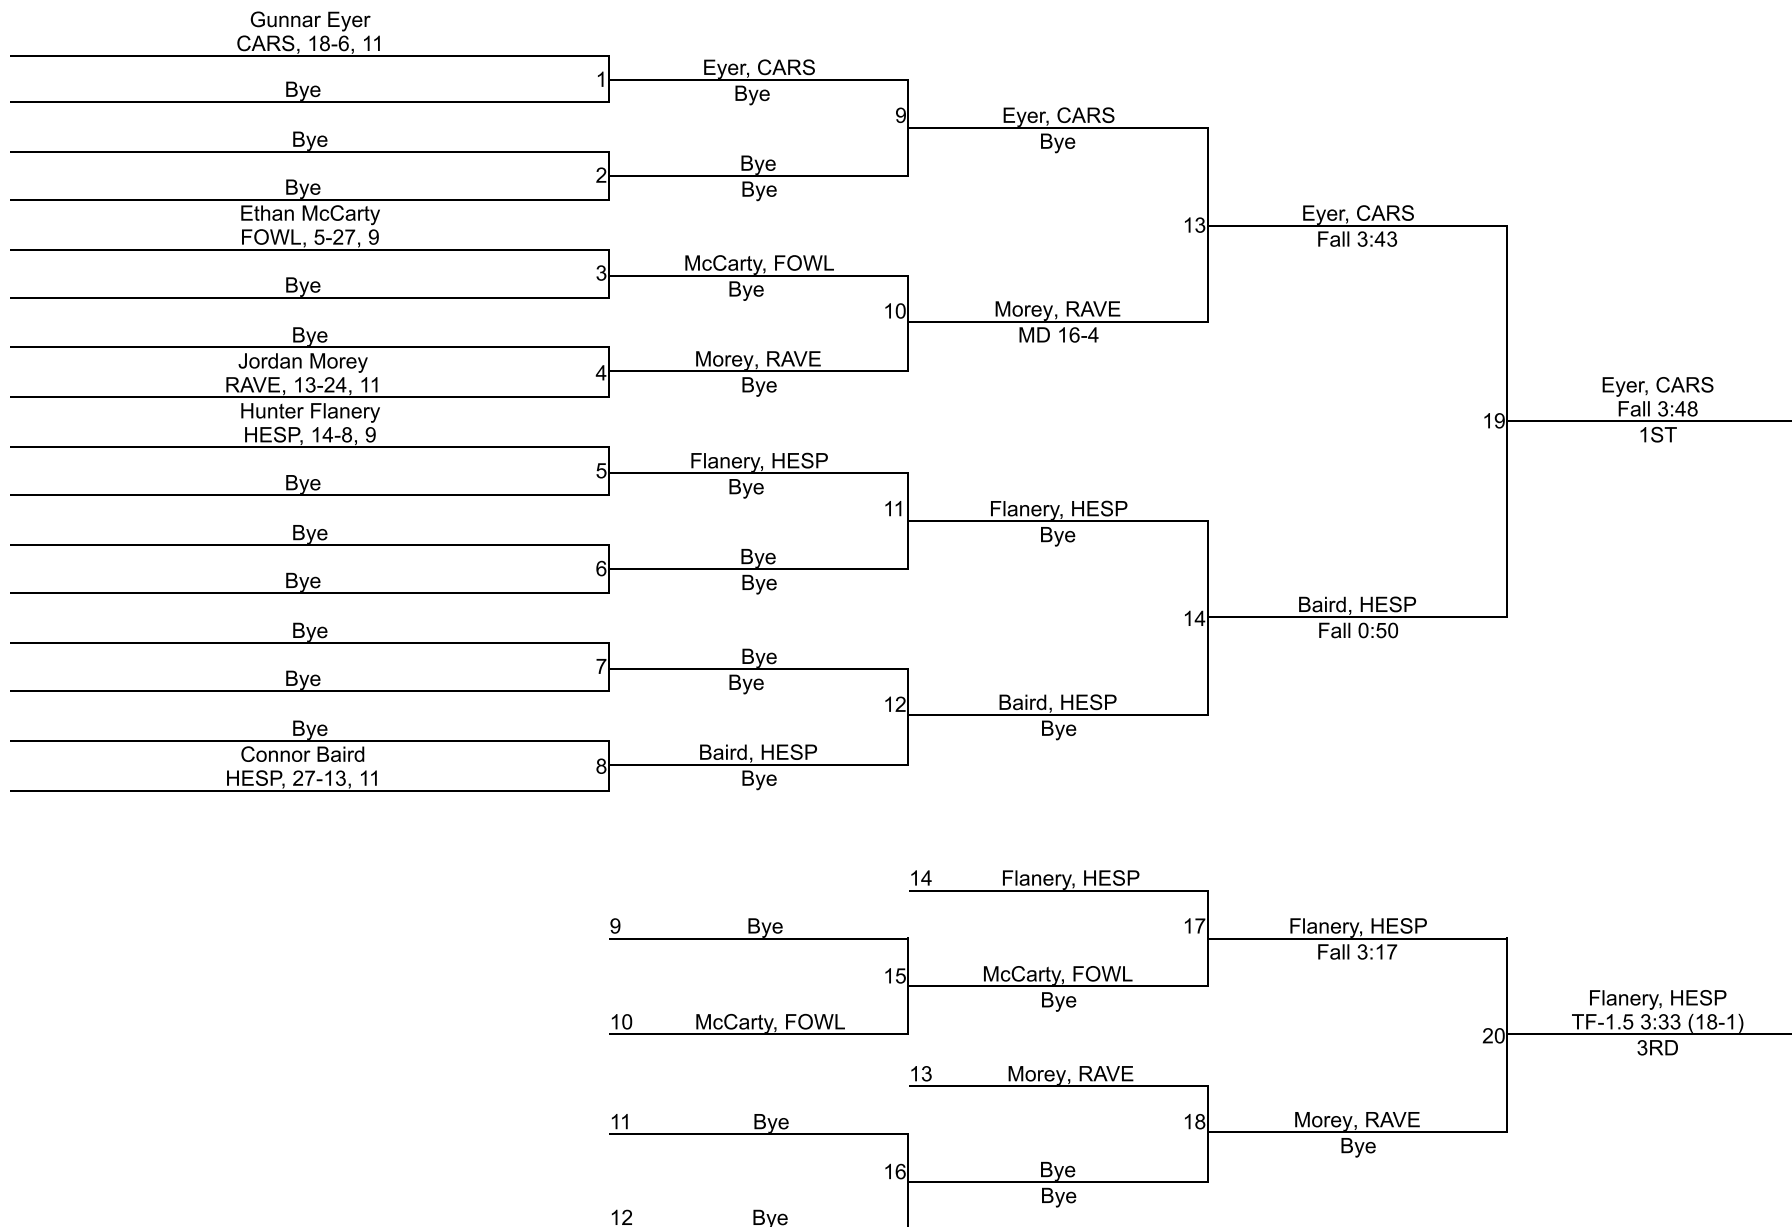 Gunnar Eyer
CARS, 18-6, 11
Bye
1
Bye
2
Bye
Ethan McCarty
FOWL, 5-27, 9
3
Bye
Bye
Jordan Morey
4
RAVE, 13-24, 11
Hunter Flanery
HESP, 14-8, 9
5
Bye
Bye
6
Bye
Bye
7
Bye
Bye
Connor Baird
8
HESP, 27-13, 11
Eyer, CARS
Bye
9
Bye
Bye
McCarty, FOWL
Bye
10
Morey, RAVE
Bye
Flanery, HESP
Bye
11
Bye
Bye
Bye
Bye
12
Baird, HESP
Bye
Eyer, CARS
Bye
13
Morey, RAVE
MD 16-4
Flanery, HESP
Bye
14
Baird, HESP
Bye
Eyer, CARS
Fall 3:43
19
Baird, HESP
Fall 0:50
Eyer, CARS
Fall 3:48
1ST
14 Flanery, HESP
9 Bye
17
15
McCarty, FOWL
Bye
10 McCarty, FOWL
Flanery, HESP
Fall 3:17
13 Morey, RAVE
11 Bye
18
16
Bye
Bye
12 Bye
Morey, RAVE
Bye
20
Flanery, HESP
TF-1.5 3:33 (18-1)
3RD